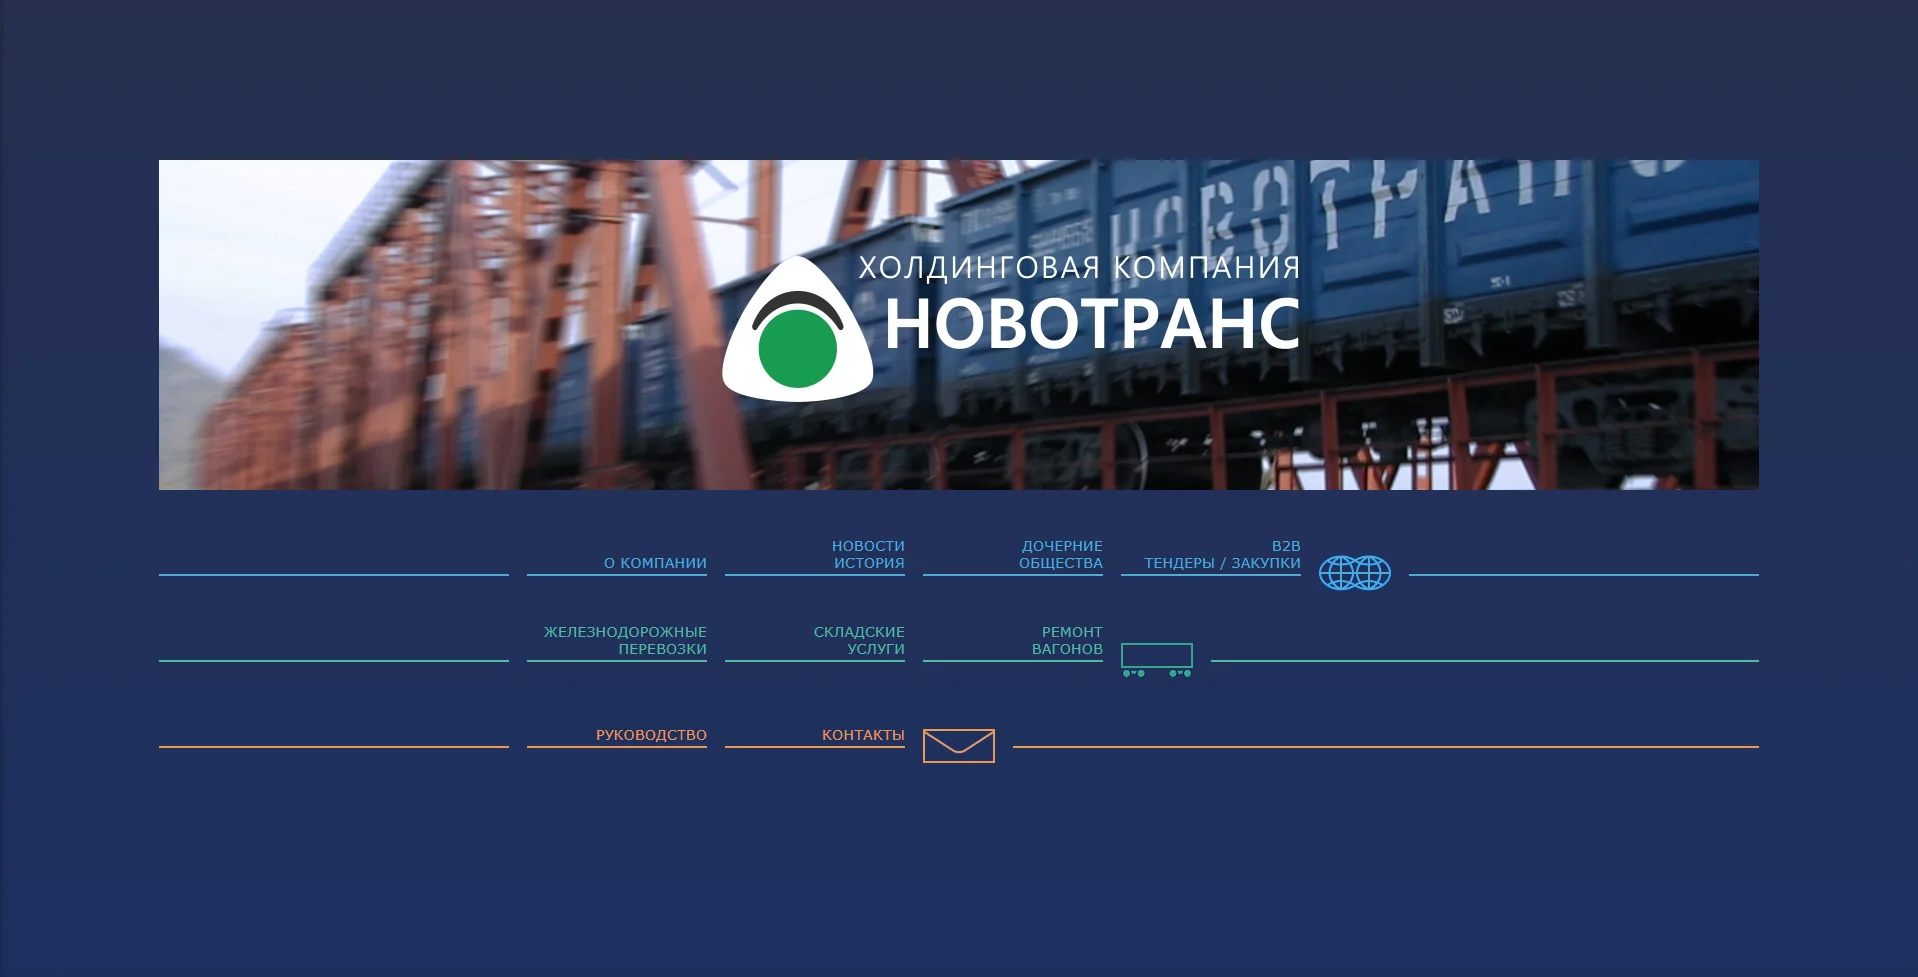 НОВОТРАНС
ХОЛДИНГОВАЯ КОМПАНИЯ
НОВОТРАНС
О КОМПАНИИ
НОВОСТИ
ИСТОРИЯ
ДОЧЕРНИЕ
ОБЩЕСТВА
B2B
ТЕНДЕРЫ / ЗАКУПКИ
ЖЕЛЕЗНОДОРОЖНЫЕ
ПЕРЕВОЗКИ
СКЛАДСКИЕ
УСЛУГИ
РЕМОНТ
ВАГОНОВ
РУКОВОДСТВО
КОНТАКТЫ